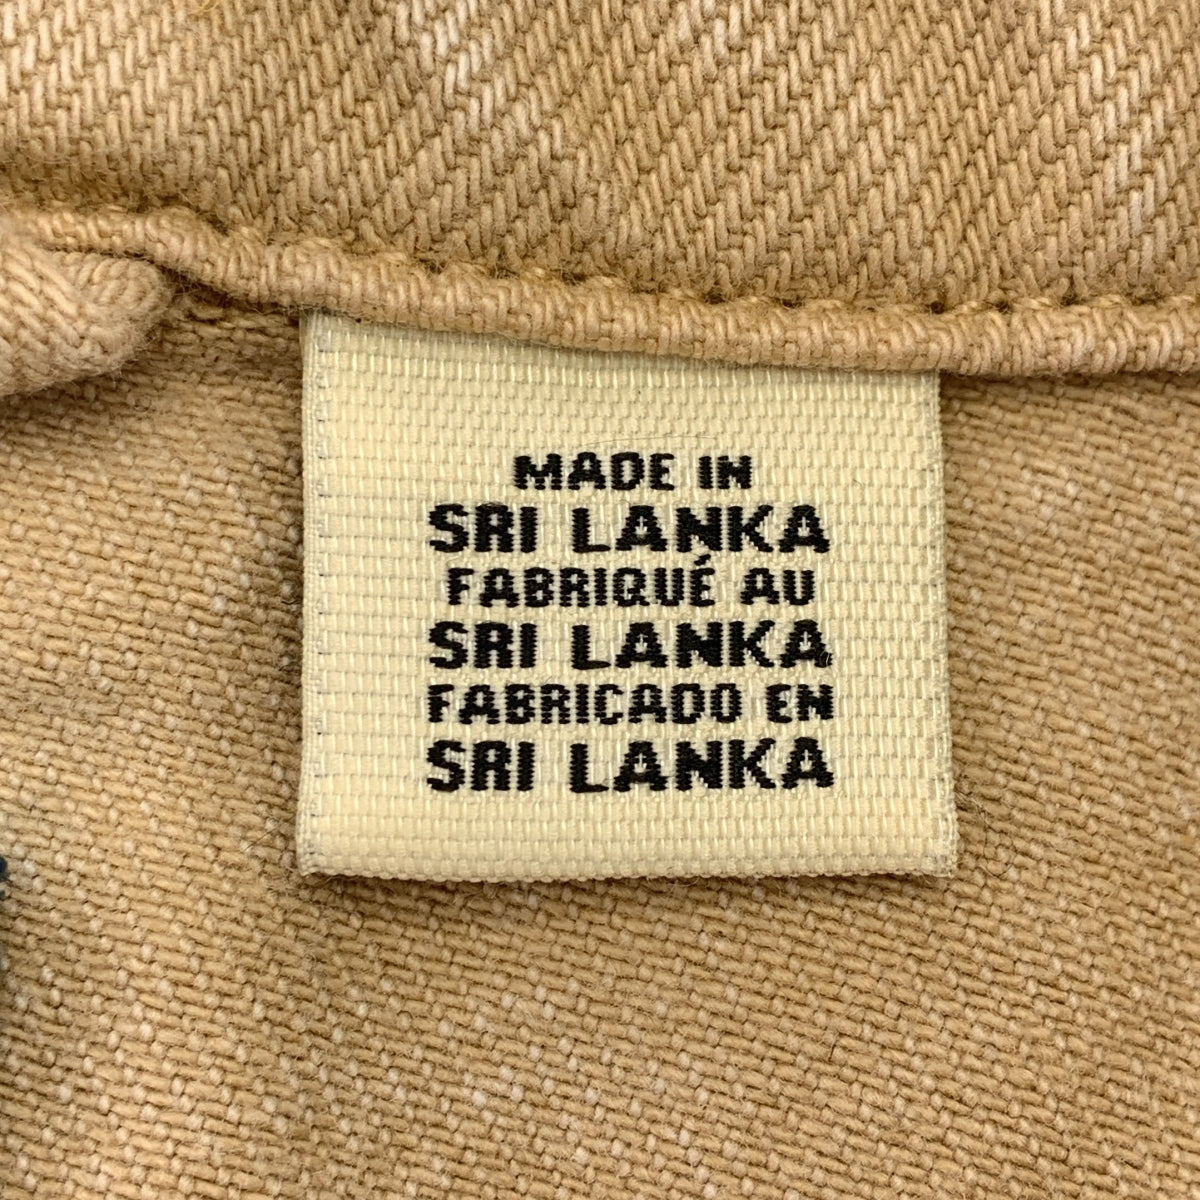 MADE IN
SRI LANKA
FABRIQUÉ AU
SRI LANKA
FABRICADO EN
SRI LANKA